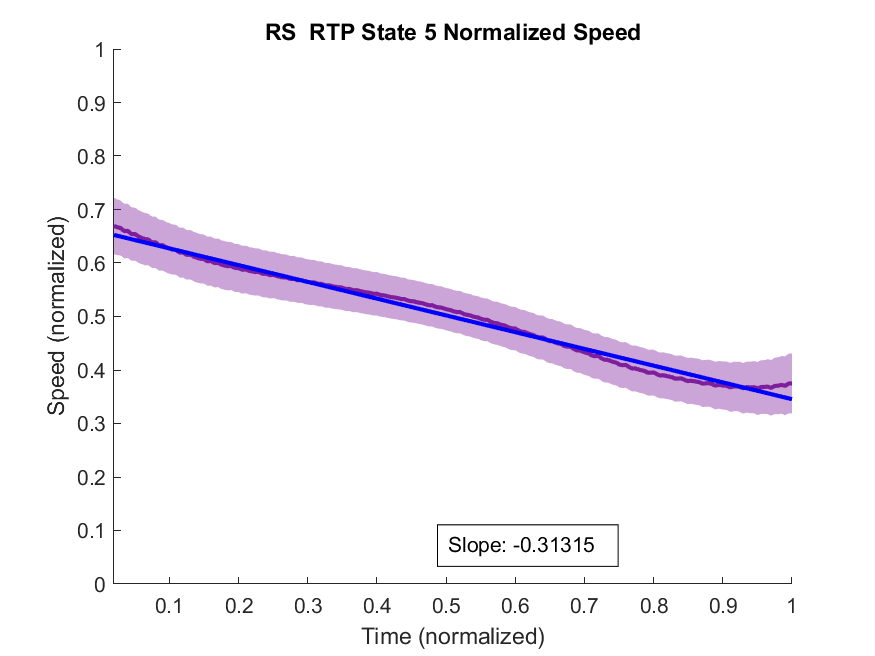 RS  RTP State 5 Normalized Speed
1
0.9
0.8
0.7
0.6
0.5
0.4
0.3
0.2
0.1
0
Speed (normalized)
Slope: -0.31315
0.1 0.2 0.3 0.4 0.5 0.6 0.7 0.8 0.9 1
Time (normalized)